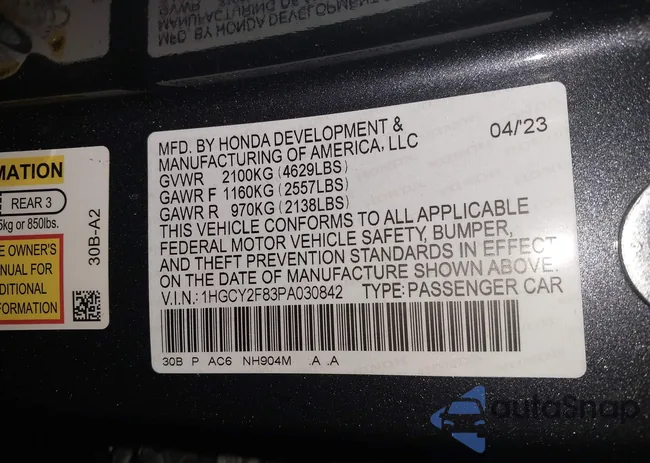 MFD. BY HONDA DEVELOPMENT &
MANUFACTURING OF AMERICA, LLC
04/'23
GVWR 2100KG (4629LBS)
GAWR F 1160KG (2557LBS)
GAWR R 970KG (2138LBS)
THIS VEHICLE CONFORMS TO ALL APPLICABLE
FEDERAL MOTOR VEHICLE SAFETY, BUMPER,
AND THEFT PREVENTION STANDARDS IN EFFECT
ON THE DATE OF MANUFACTURE SHOWN ABOVE.
V.I.N.: 1HGCY2F83PA030842 TYPE: PASSENGER CAR
30B P AC6 NH904M .A .A
MATION
REAR 3
5kg or 850lbs.
E OWNER'S
ANUAL FOR
DITIONAL
FORMATION
30B-A2
autoSnap